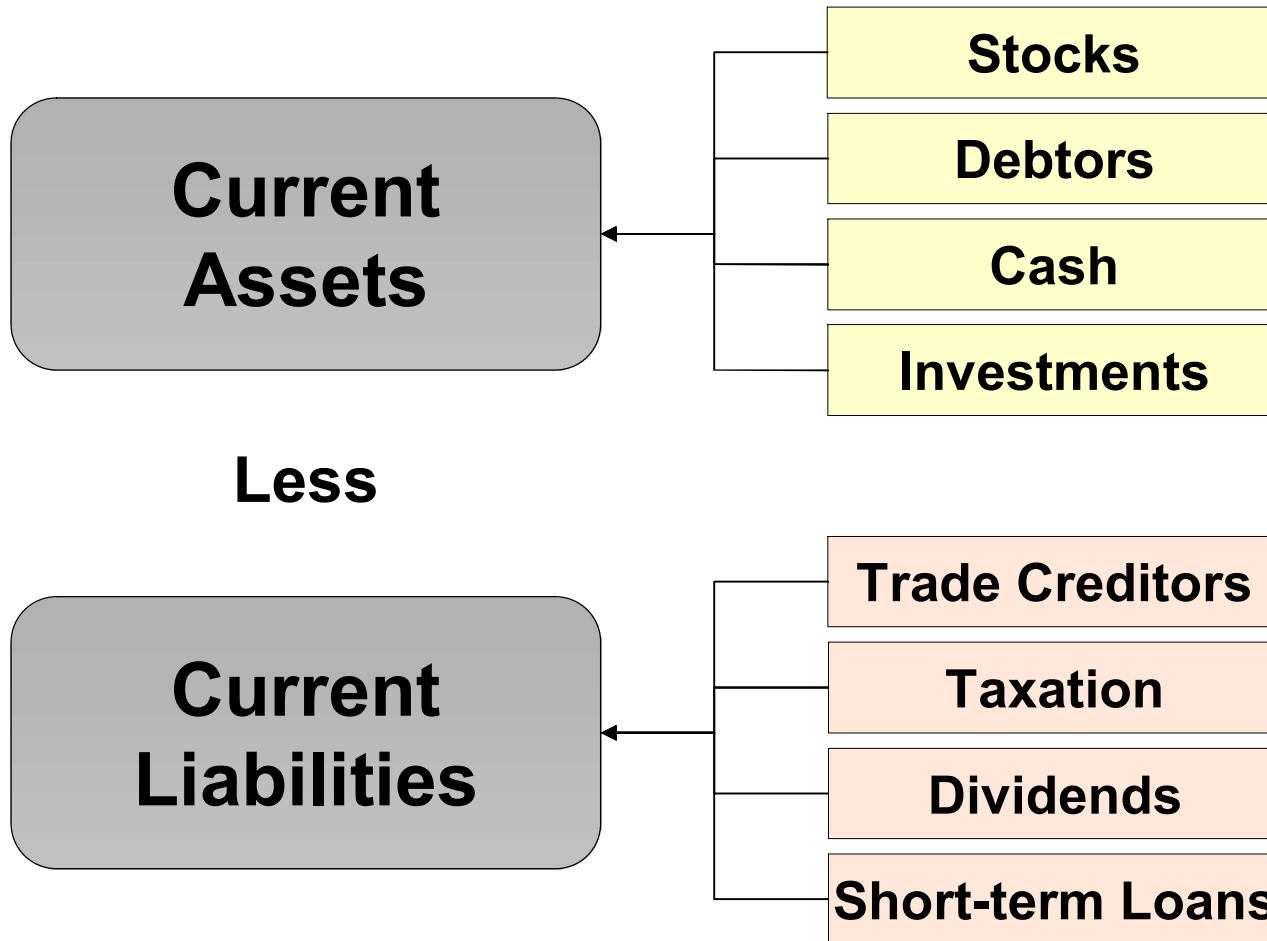 Current
Assets
Stocks
Debtors
Cash
Investments
Less
Current
Liabilities
Trade Creditors
Taxation
Dividends
Short-term Loans